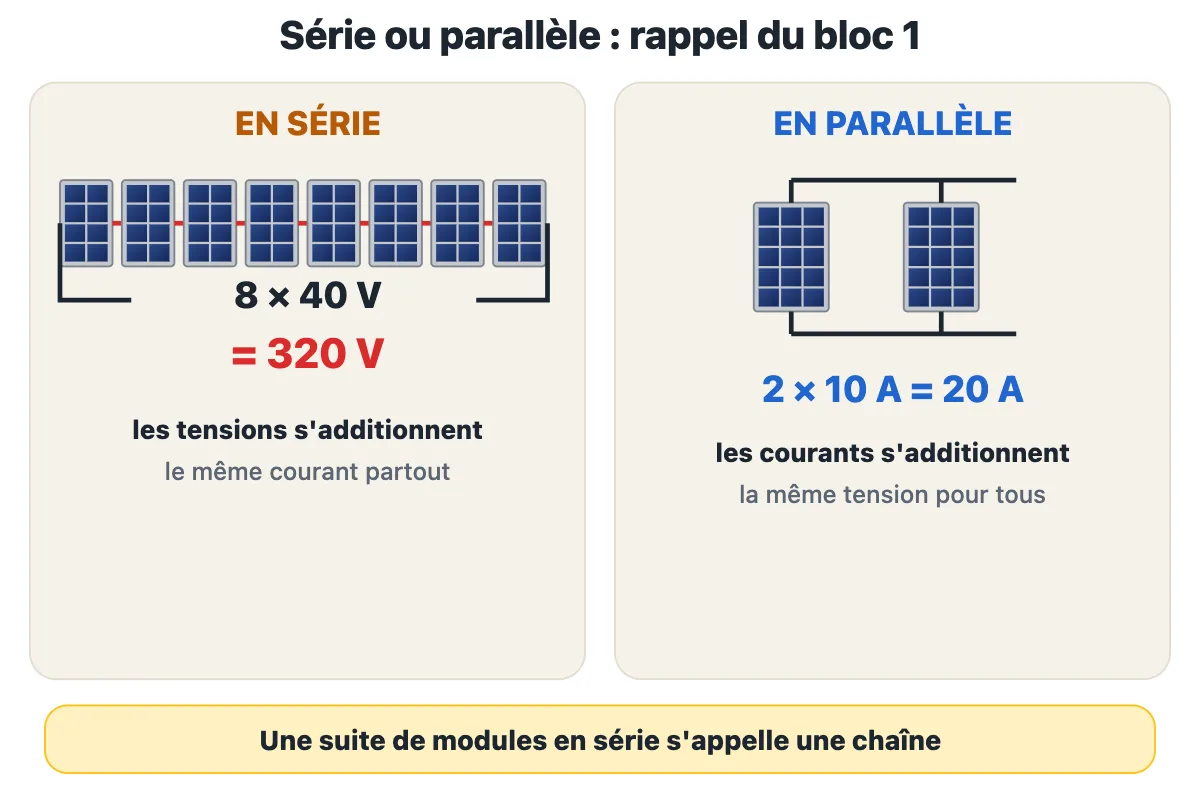 Série ou parallèle : rappel du bloc 1
EN SÉRIE
8 × 40 V
= 320 V
les tensions s'additionnent
le même courant partout
EN PARALLÈLE
2 × 10 A = 20 A
les courants s'additionnent
la même tension pour tous
Une suite de modules en série s'appelle une chaîne